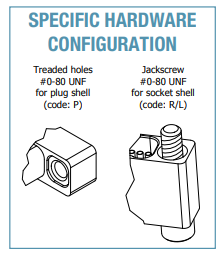 SPECIFIC HARDWARE
CONFIGURATION
Treaded holes
#0-80 UNF
for plug shell
(code: P)
Jackscrew
#0-80 UNF
for socket shell
(code: R/L)